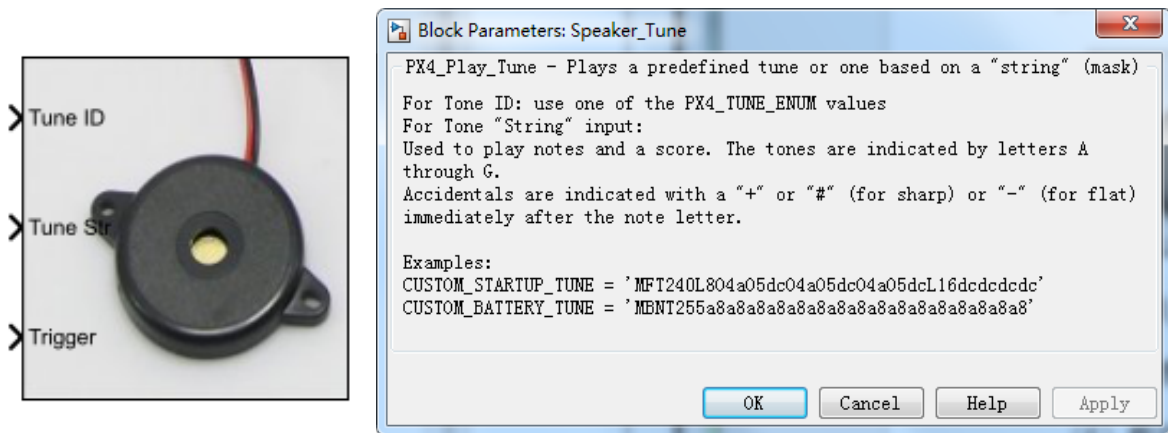 Tune ID
Tune Str
Trigger
Block Parameters: Speaker_Tune
PX4_Play_Tune - Plays a predefined tune or one based on a "string" (mask)
For Tone ID: use one of the PX4_TUNE_ENUM values
For Tone "String" input:
Used to play notes and a score. The tones are indicated by letters A
through G.
Accidentals are indicated with a "+" or "#" (for sharp) or "-" (for flat)
immediately after the note letter.
Examples:
CUSTOM_STARTUP_TUNE = 'MFT240L8O4aO5dcO4aO5dcO4aO5dcL16dcdcdcdc'
CUSTOM_BATTERY_TUNE = 'MBNT255a8a8a8a8a8a8a8a8a8a8a8a8a8a8a8a8'
OK
Cancel
Help
Apply